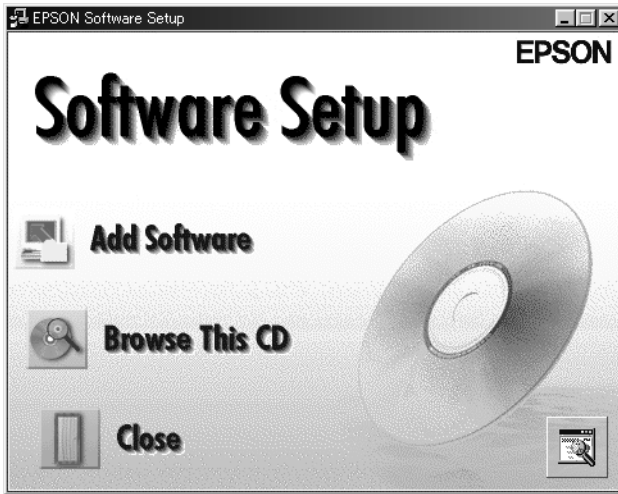 EPSON Software Setup
EPSON
Software Setup
Add Software
Browse This CD
Close